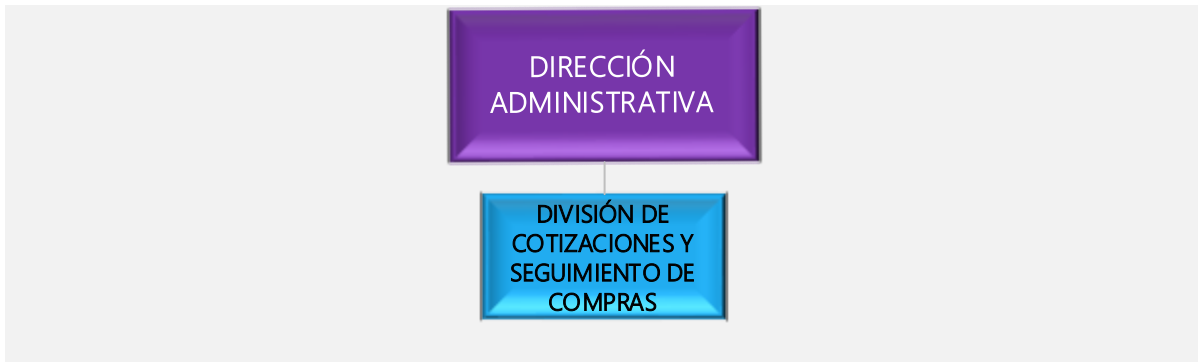 DIRECCIÓN
ADMINISTRATIVA
DIVISIÓN DE
COTIZACIONES Y
SEGUIMIENTO DE
COMPRAS